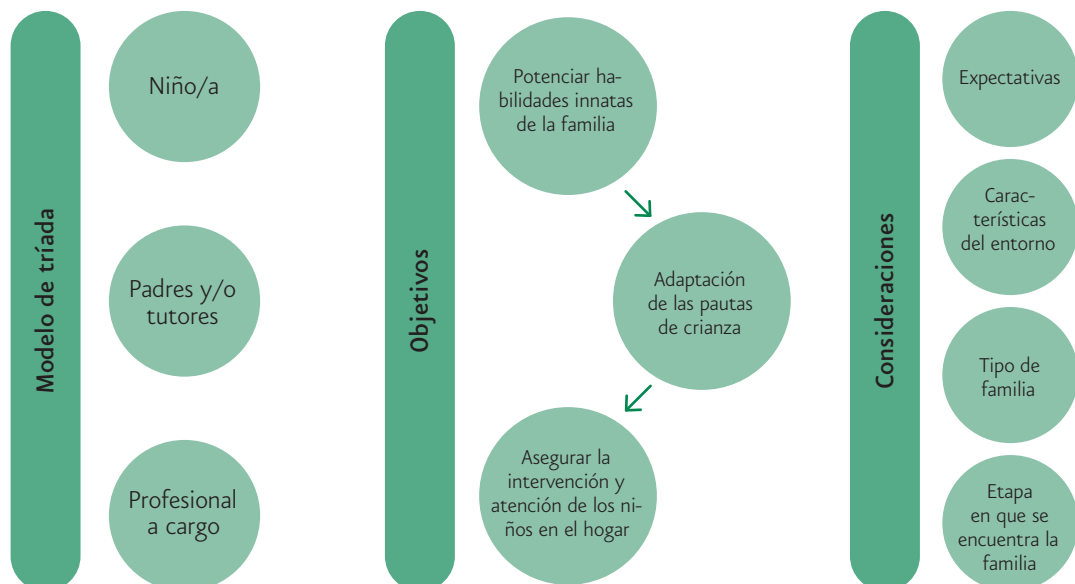 Modelo de tríada
Niño/a
Padres y/o
tutores
Profesional
a cargo
Objetivos
Potenciar ha-
bilidades innatas
de la familia
Adaptación
de las pautas
de crianza
Asegurar la
intervención y
atención de los ni-
ños en el hogar
Consideraciones
Expectativas
Carac-
terísticas
del entorno
Tipo de
familia
Etapa
en que se
encuentra la
familia